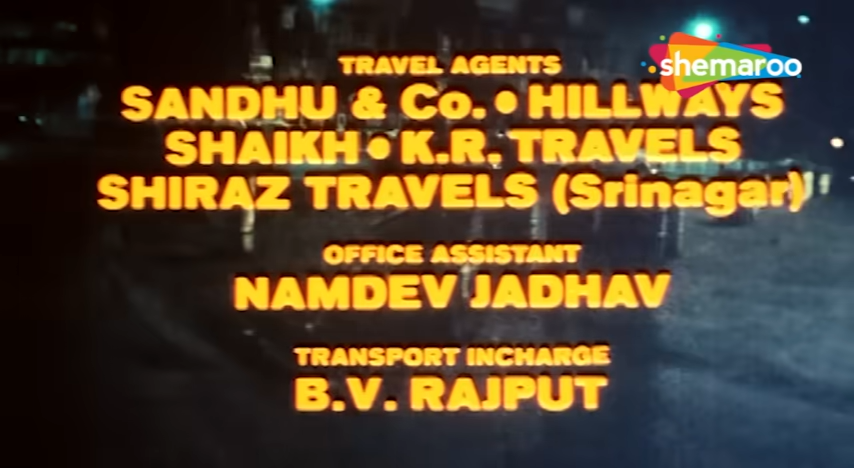 shemaroo
TRAVEL AGENTS
SANDHU & Co. • HILLWAYS
SHAIKH • K.R. TRAVELS
SHIRAZ TRAVELS (Srinagar)
OFFICE ASSISTANT
NAMDEV JADHAV
TRANSPORT INCHARGE
B.V. RAJPUT